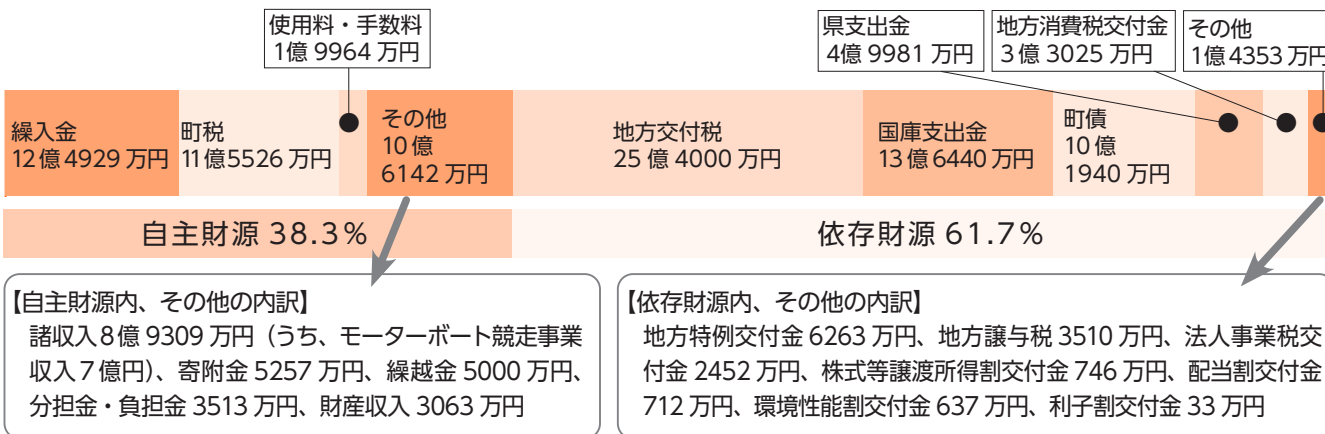 使用料・手数料
1億 9964 万円
県支出金
4億 9981 万円
地方消費税交付金
3億 3025 万円
その他
1億 4353 万円
繰入金
12億 4929 万円
町税
11億 5526 万円
その他
10億
6142 万円
地方交付税
25億 4000 万円
国庫支出金
13億 6440 万円
町債
10億
1940 万円
自主財源 38.3%
依存財源 61.7%
【自主財源内、その他の内訳】
諸収入8億 9309 万円(うち、モーターボート競走事業
収入7億円)、寄附金 5257 万円、繰越金 5000 万円、
分担金・負担金 3513 万円、財産収入 3063 万円
【依存財源内、その他の内訳】
地方特例交付金 6263 万円、地方譲与税 3510 万円、法人事業税交
付金 2452 万円、株式等譲渡所得割交付金 746 万円、配当割交付金
712 万円、環境性能割交付金 637 万円、利子割交付金 33 万円